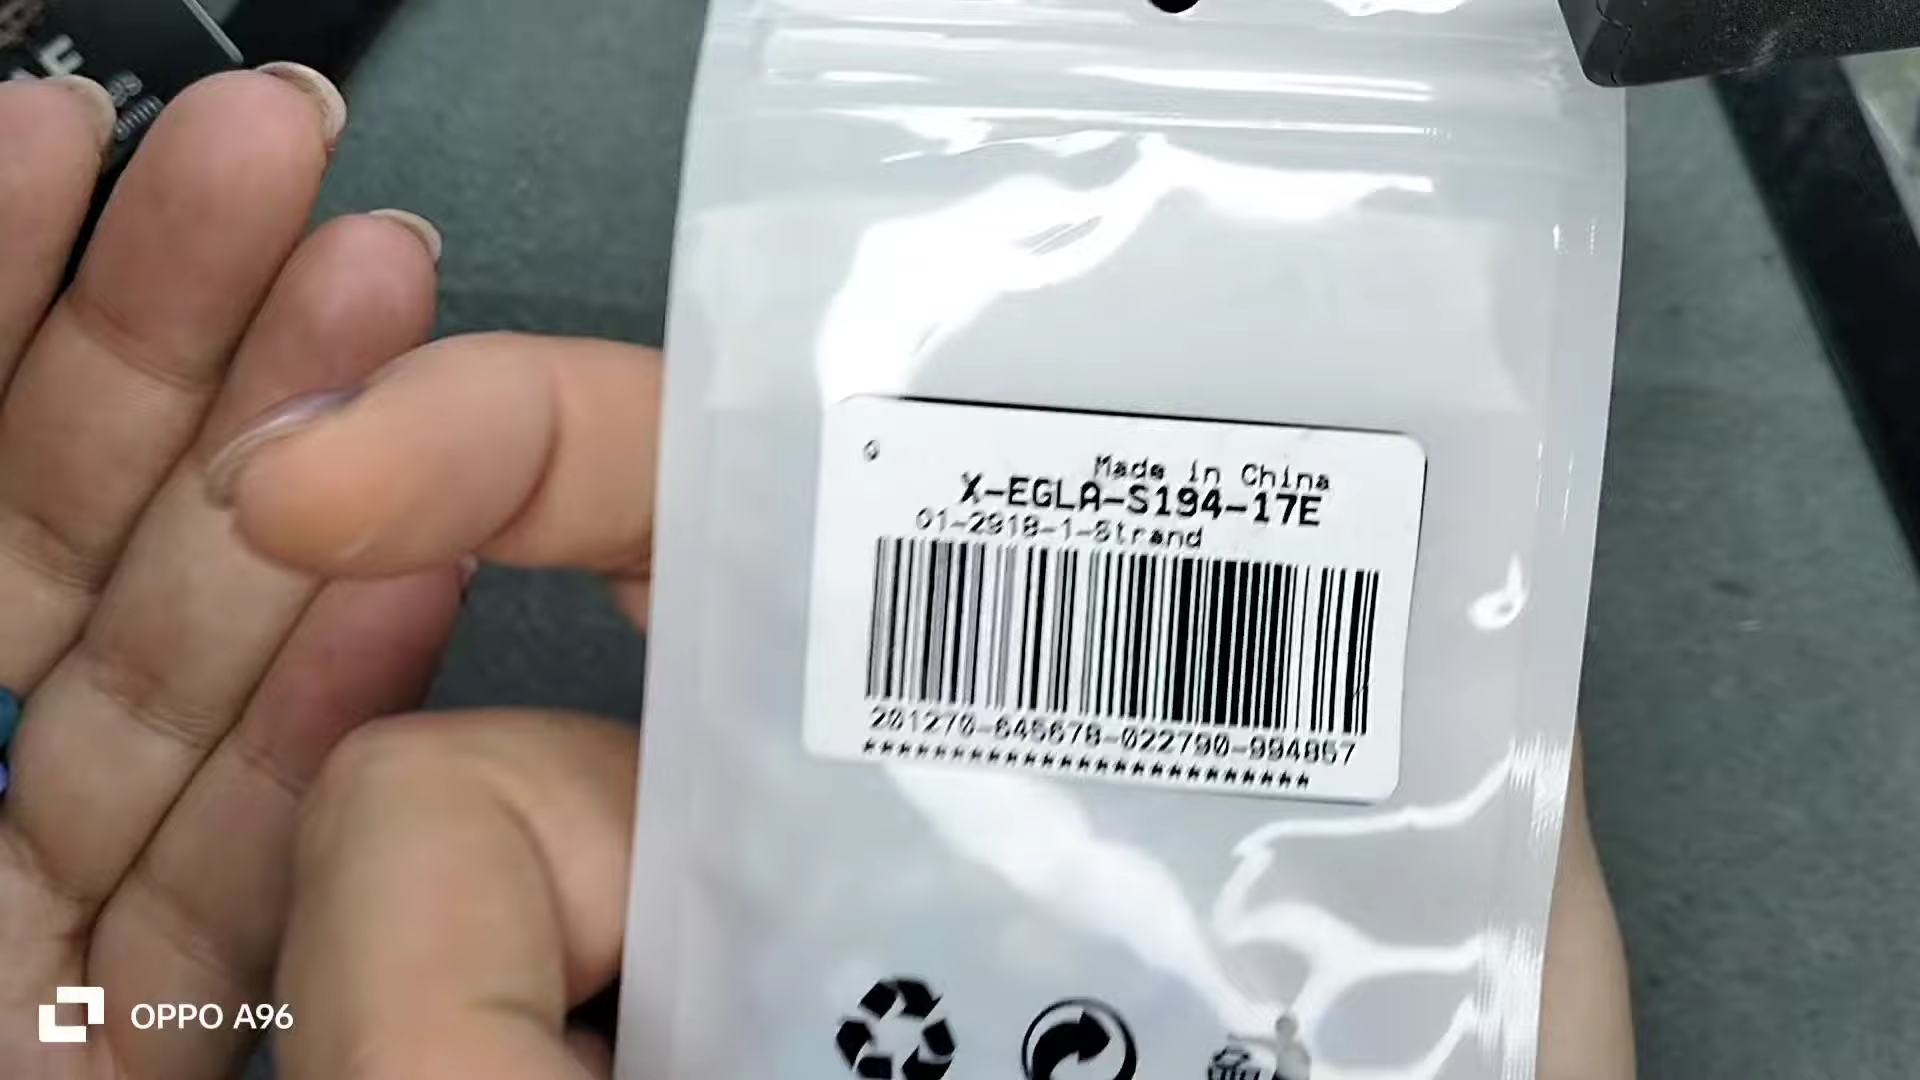 Made in China
X-EGLA-S194-17E
01-2918-1-Strand
201270-645678-022790-994857
***********************
OPPO A96